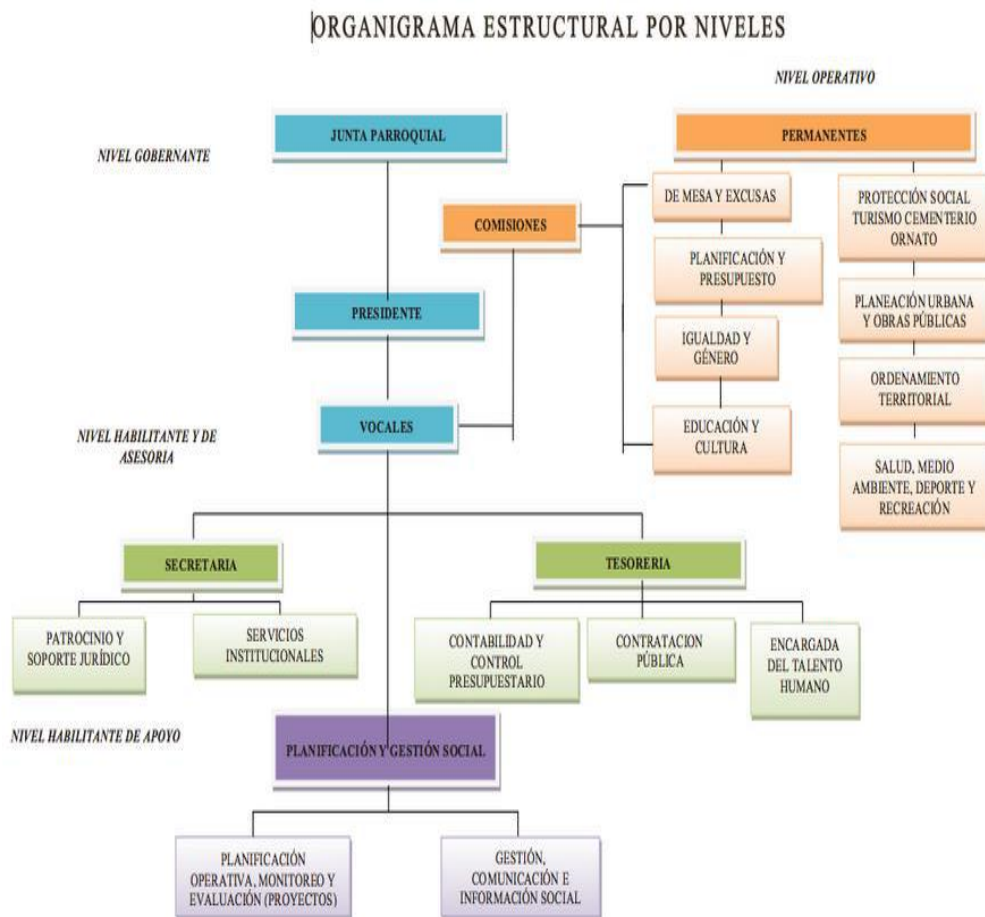 ORGANIGRAMA ESTRUCTURAL POR NIVELES
NIVEL OPERATIVO
JUNTA PARROQUIAL
PERMANENTES
NIVEL GOBERNANTE
DE MESA Y EXCUSAS
PROTECCIÓN SOCIAL
TURISMO CEMENTERIO
ORNATO
COMISIONES
PLANIFICACIÓN Y
PRESUPUESTO
PRESIDENTE
PLANEACIÓN URBANA
Y OBRAS PÚBLICAS
IGUALDAD Y
GÉNERO
ORDENAMIENTO
TERRITORIAL
VOCALES
EDUCACIÓN Y
CULTURA
NIVEL HABILITANTE Y DE
ASESORIA
SALUD, MEDIO
AMBIENTE, DEPORTE Y
RECREACIÓN
SECRETARIA
TESORERIA
PATROCINIO Y
SOPORTE JURÍDICO
SERVICIOS
INSTITUCIONALES
CONTABILIDAD Y
CONTROL
PRESUPUESTARIO
CONTRATACION
PÚBLICA
ENCARGADA
DEL TALENTO
HUMANO
NIVEL HABILITANTE DE APOYO
PLANIFICACIÓN Y GESTIÓN SOCIAL
PLANIFICACIÓN
OPERATIVA, MONITOREO Y
EVALUACIÓN (PROYECTOS)
GESTIÓN,
COMUNICACIÓN E
INFORMACIÓN SOCIAL